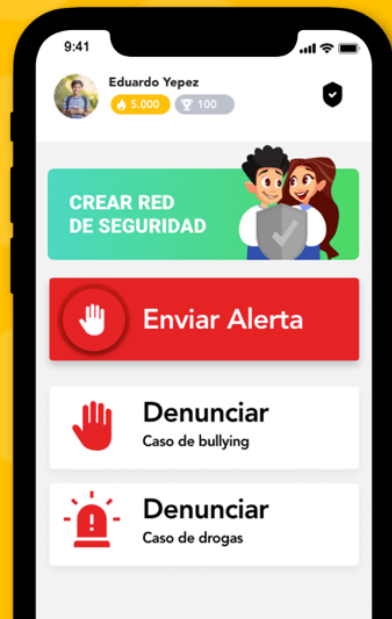 9:41
Eduardo Yepez
5.000
100
CREAR RED
DE SEGURIDAD
Enviar Alerta
Denunciar
Caso de bullying
Denunciar
Caso de drogas